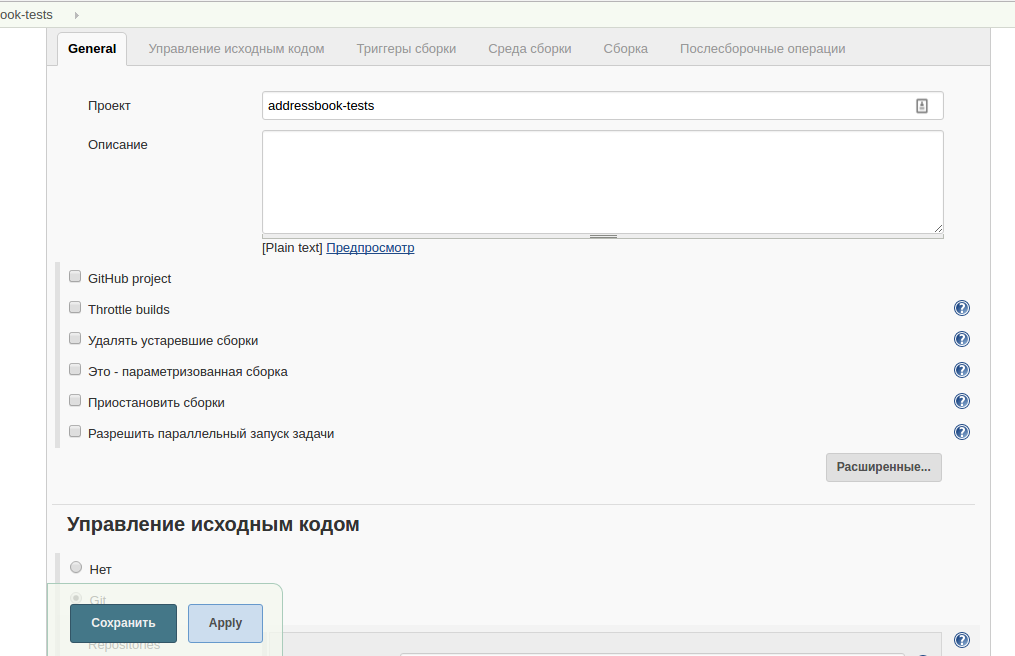 ook-tests
General Управление исходным кодом Триггеры сборки Среда сборки Сборка Послесборочные операции
Проект addressbook-tests
Описание
[Plain text] Предпросмотр
GitHub project
Throttle builds
Удалять устаревшие сборки
Это - параметризованная сборка
Приостановить сборки
Разрешить параллельный запуск задачи
Расширенные...
Управление исходным кодом
Нет
Git
Сохранить Apply
Repositories